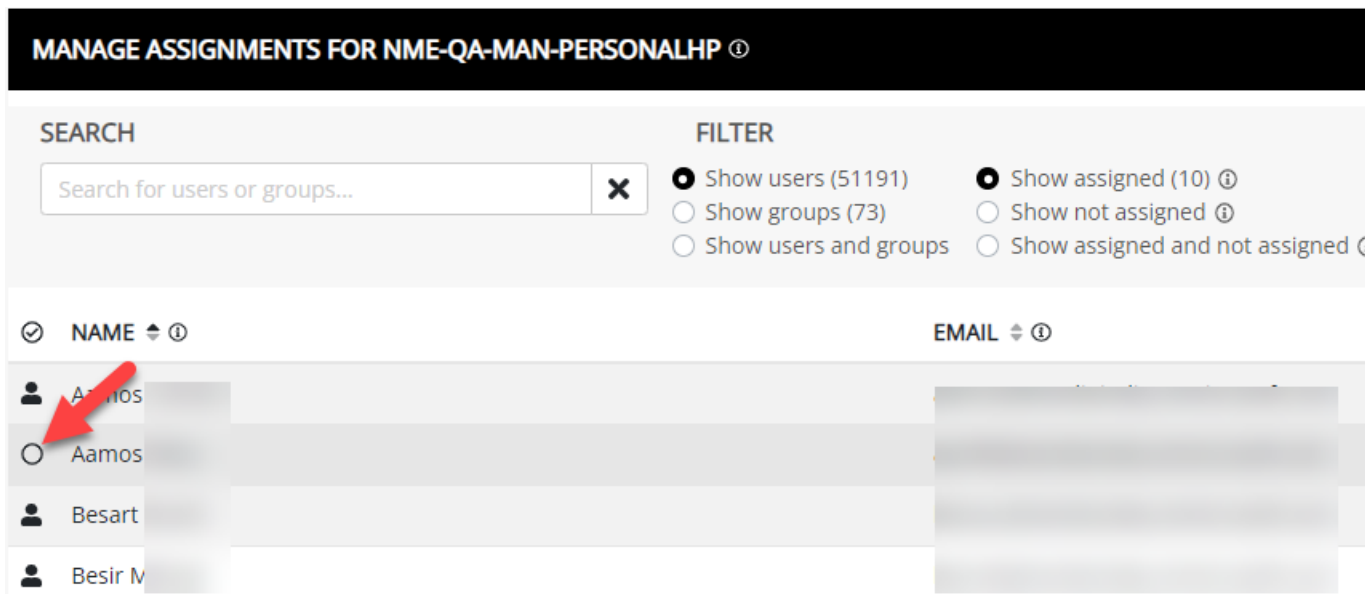 MANAGE ASSIGNMENTS FOR NME-QA-MAN-PERSONALHP
SEARCH
Search for users or groups...
FILTER
Show users (51191)
Show groups (73)
Show users and groups
Show assigned (10)
Show not assigned
Show assigned and not assigned
NAME
EMAIL
Aamos
Aamos
Besart
Besir M